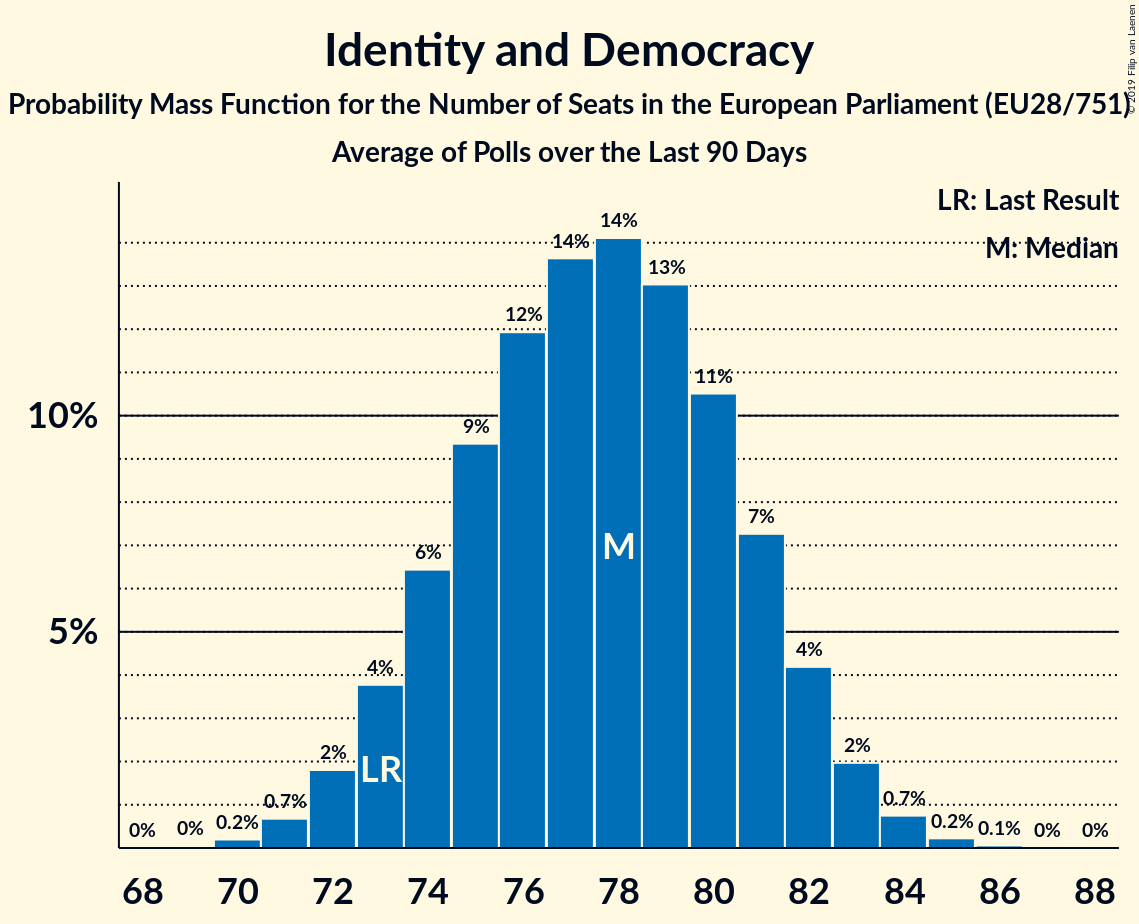 Identity and Democracy
Probability Mass Function for the Number of Seats in the European Parliament (EU28/751)
Average of Polls over the Last 90 Days
© 2019 Filip van Laenen
LR: Last Result
M: Median
10%
5%
0%
0%
0.2%
0.7%
2%
4%
6%
9%
12%
14%
14%
13%
11%
7%
4%
2%
0.7%
0.2%
0.1%
0%
0%
LR
M
68 70 72 74 76 78 80 82 84 86 88